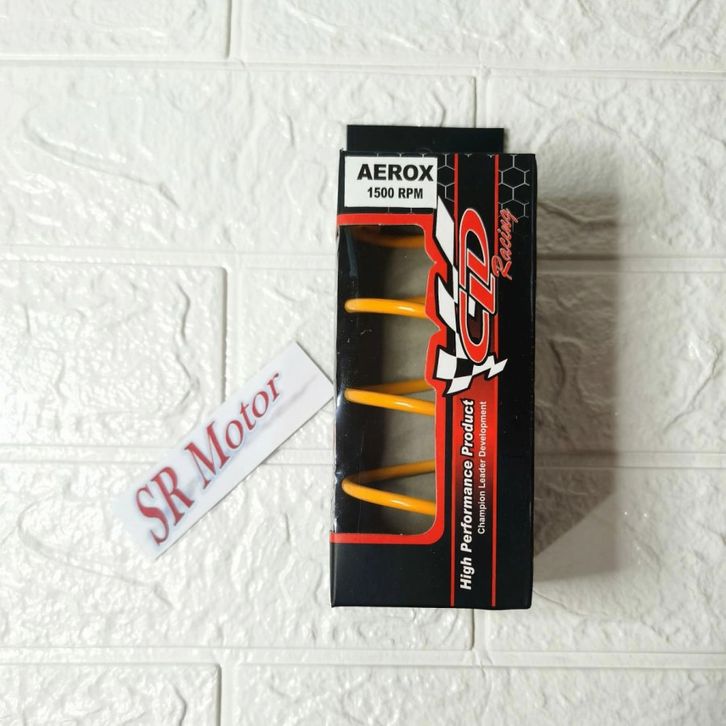 AEROX
1500 RPM
CLD
Racing
High Performance Product
Champion Leader Development
SR Motor